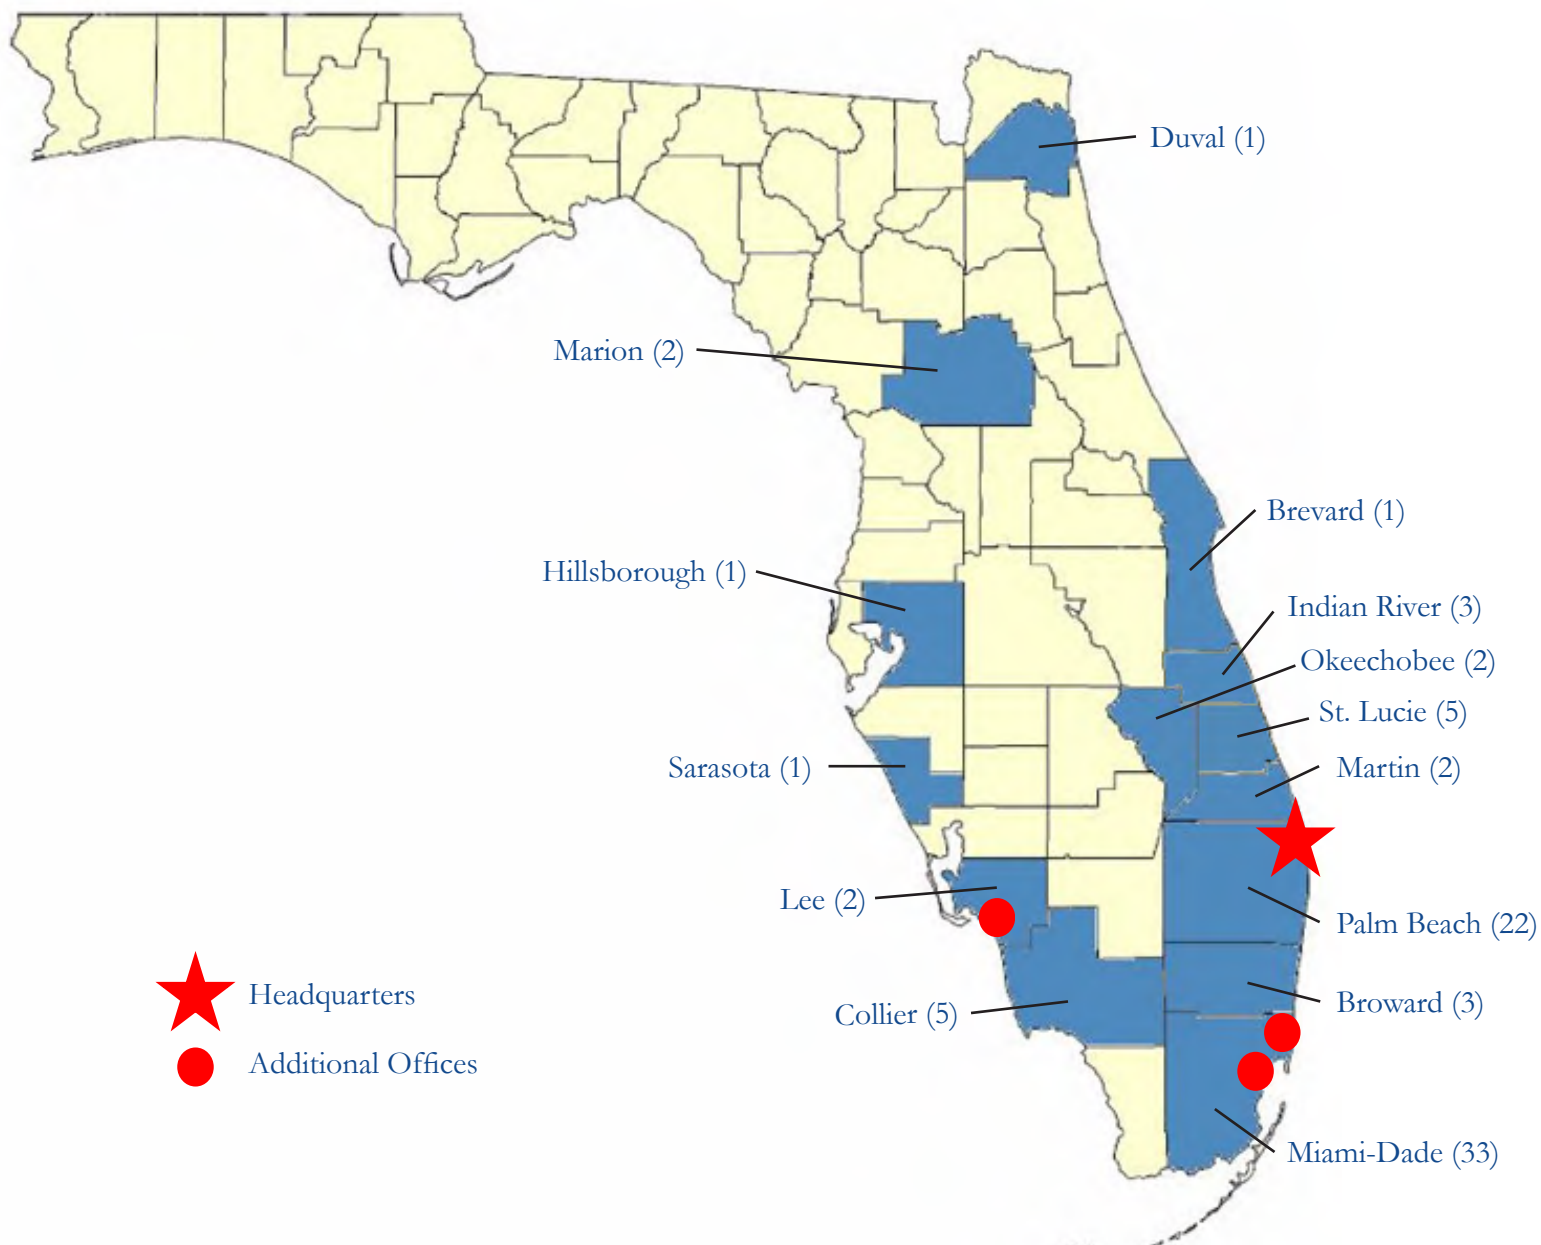 Duval (1)
Marion (2)
Brevard (1)
Hillsborough (1)
Indian River (3)
Okeechobee (2)
St. Lucie (5)
Sarasota (1)
Martin (2)
Lee (2)
Palm Beach (22)
Headquarters
Collier (5)
Broward (3)
Additional Offices
Miami-Dade (33)